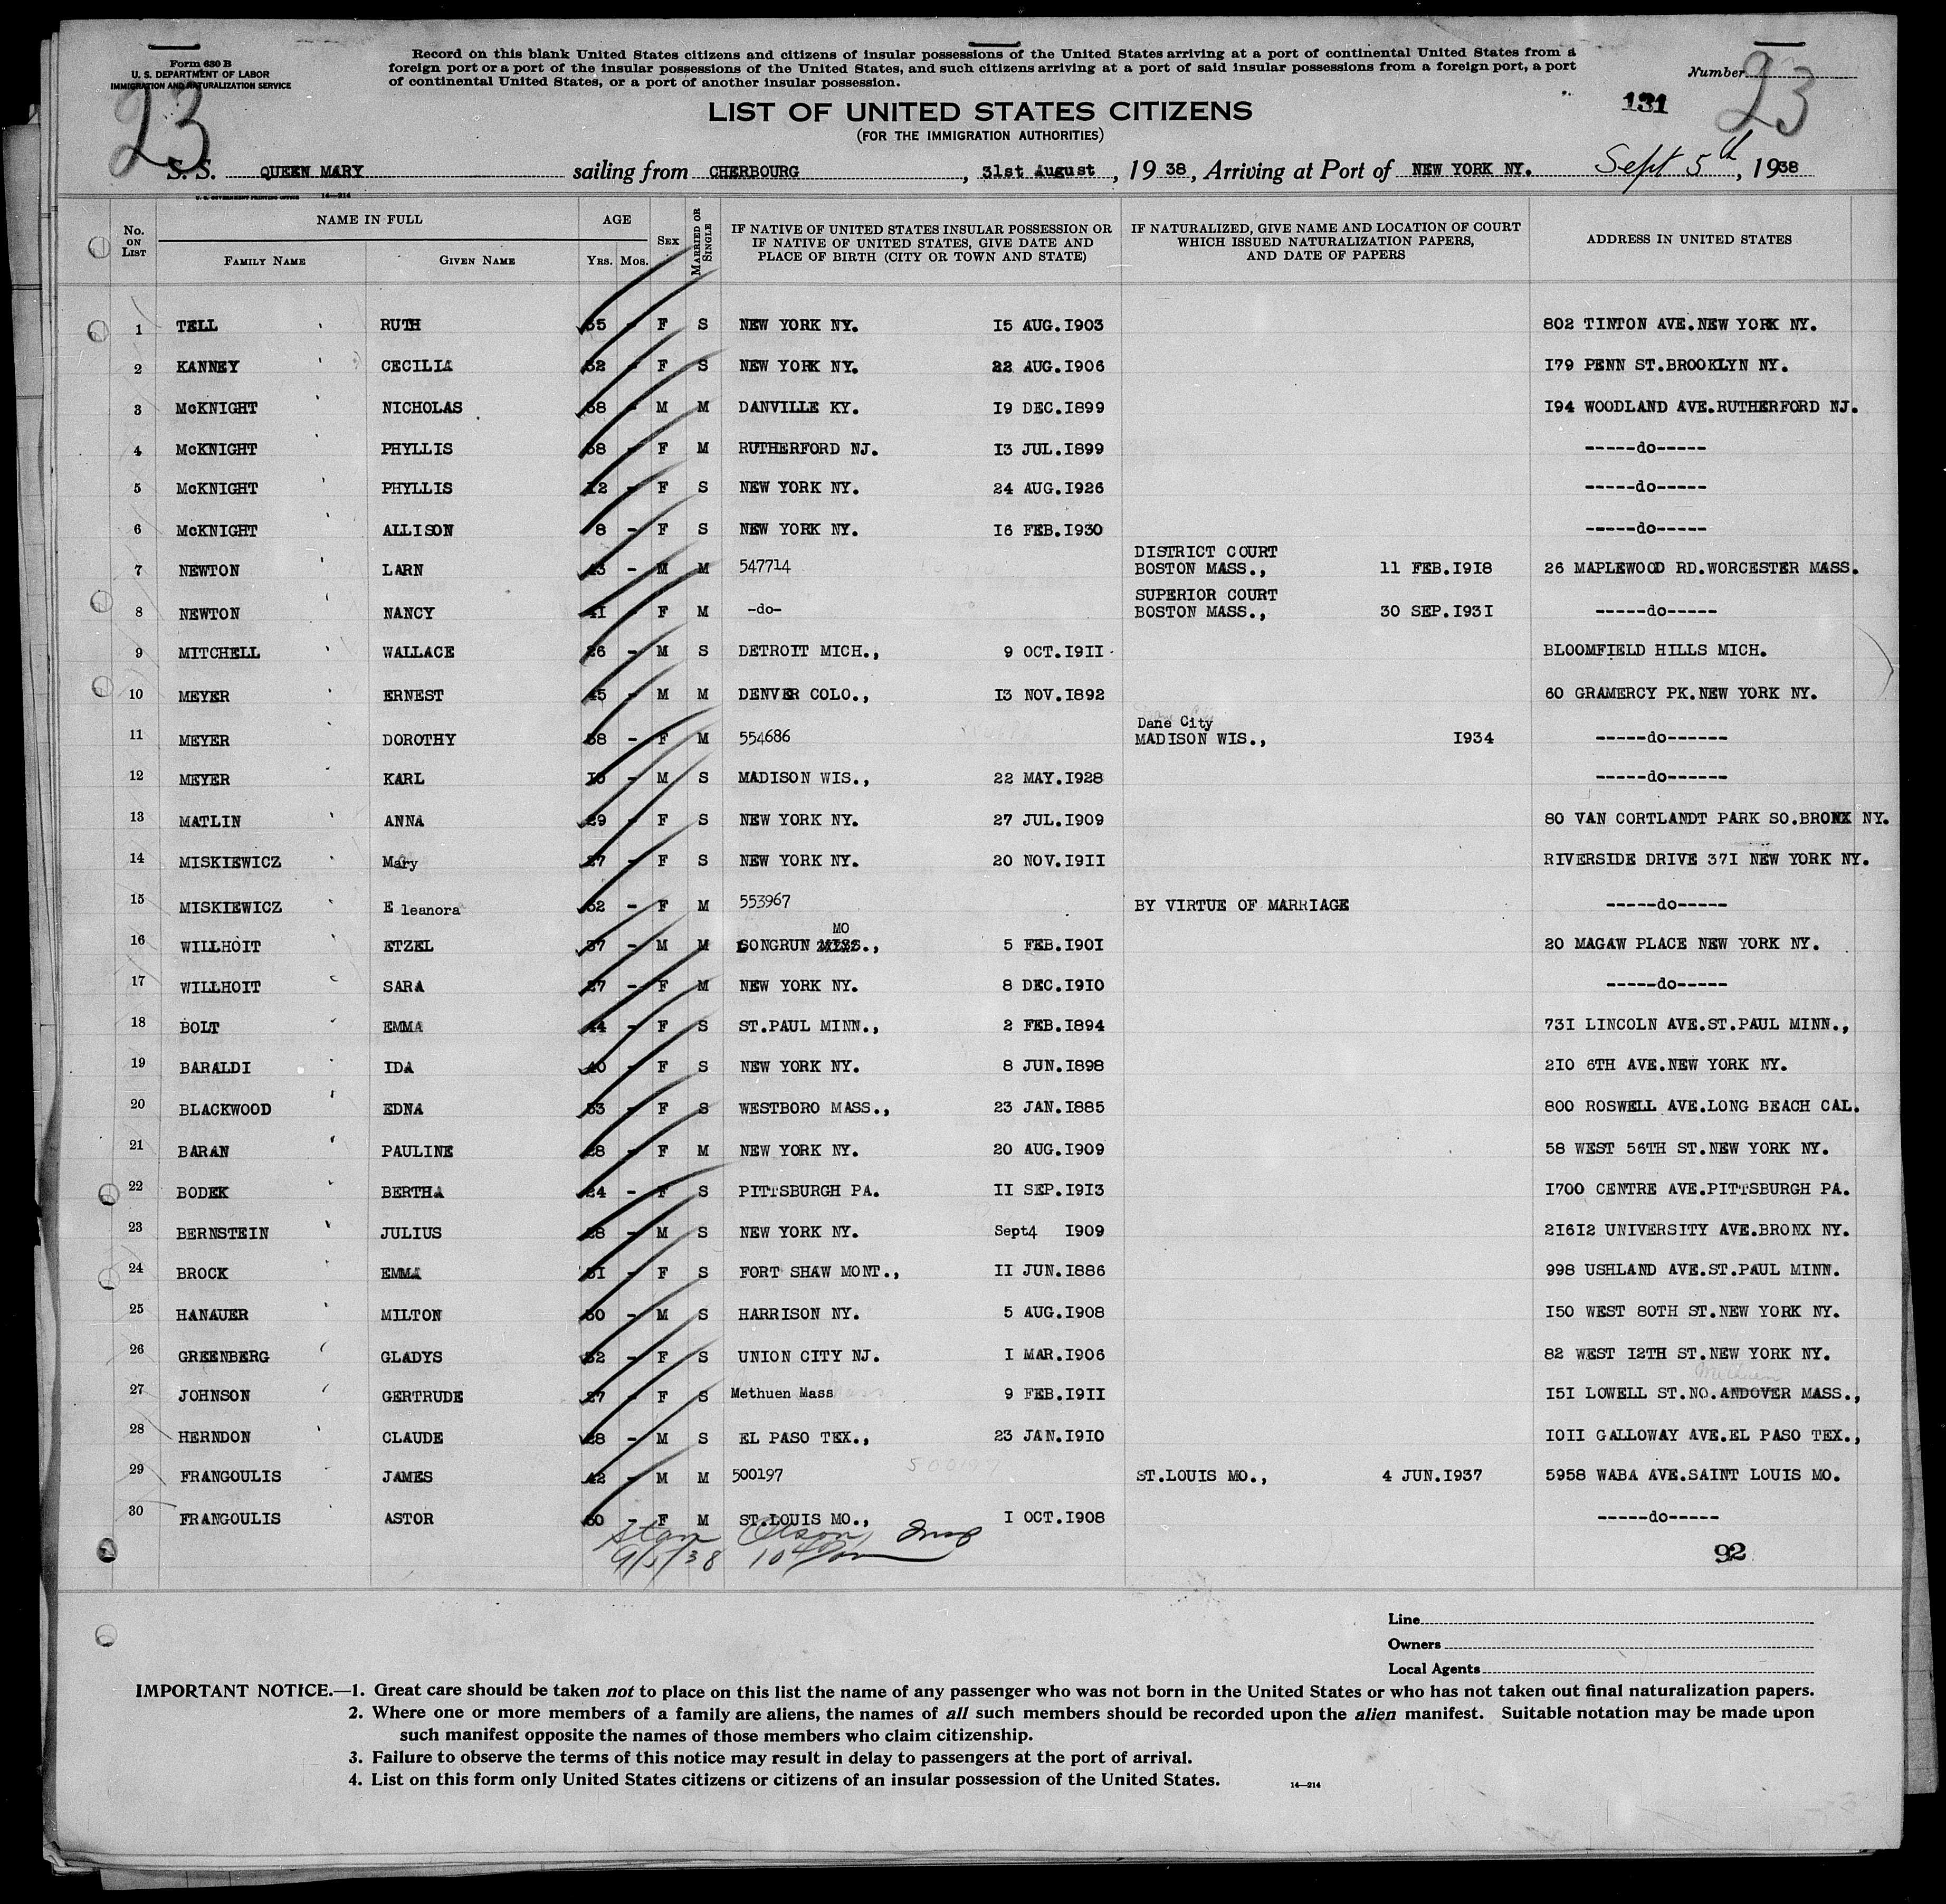 Form 630 B
U. S. DEPARTMENT OF LABOR
IMMIGRATION AND NATURALIZATION SERVICE
Record on this blank United States citizens and citizens of insular possessions of the United States arriving at a port of continental United States from a
foreign port or a port of the insular possessions of the United States, and such citizens arriving at a port of said insular possessions from a foreign port, a port
of continental United States, or a port of another insular possession.
Number 23
23
131
LIST OF UNITED STATES CITIZENS
(FOR THE IMMIGRATION AUTHORITIES)
S. S. QUEEN MARY sailing from CHERBOURG, 31st August, 19 38, Arriving at Port of NEW YORK NY. Sept 5th, 1938
U. S. GOVERNMENT PRINTING OFFICE 14—214
No. ON LIST NAME IN FULL FAMILY NAME GIVEN NAME AGE YRS. MOS. SEX MARRIED OR SINGLE
IF NATIVE OF UNITED STATES INSULAR POSSESSION OR IF NATIVE OF UNITED STATES, GIVE DATE AND PLACE OF BIRTH (CITY OR TOWN AND STATE)
IF NATURALIZED, GIVE NAME AND LOCATION OF COURT WHICH ISSUED NATURALIZATION PAPERS, AND DATE OF PAPERS
ADDRESS IN UNITED STATES
1 TELL RUTH 35 - F S NEW YORK NY. 15 AUG.1903 802 TINTON AVE.NEW YORK NY.
2 KANNEY CECILIA 32 - F S NEW YORK NY. 22 AUG.1906 179 PENN ST.BROOKLYN NY.
3 McKNIGHT NICHOLAS 38 - M M DANVILLE KY. 19 DEC.1899 194 WOODLAND AVE.RUTHERFORD NJ.
4 McKNIGHT PHYLLIS 38 - F M RUTHERFORD NJ. 13 JUL.1899 -----do-----
5 McKNIGHT PHYLLIS 12 - F S NEW YORK NY. 24 AUG.1926 -----do-----
6 McKNIGHT ALLISON 8 - F S NEW YORK NY. 16 FEB.1930 -----do-----
7 NEWTON LARN 43 - M M 547714 DISTRICT COURT BOSTON MASS., 11 FEB.1918 26 MAPLEWOOD RD.WORCESTER MASS.
8 NEWTON NANCY 41 - F M -do- SUPERIOR COURT BOSTON MASS., 30 SEP.1931 -----do-----
9 MITCHELL WALLACE 26 - M S DETROIT MICH., 9 OCT.1911 BLOOMFIELD HILLS MICH.
10 MEYER ERNEST 45 - M M DENVER COLO., 13 NOV.1892 60 GRAMERCY PK.NEW YORK NY.
11 MEYER DOROTHY 38 - F M 554686 Dane City MADISON WIS., 1934 -----do------
12 MEYER KARL 10 - M S MADISON WIS., 22 MAY.1928 -----do------
13 MATLIN ANNA 29 - F S NEW YORK NY. 27 JUL.1909 80 VAN CORTLANDT PARK SO.BRONX NY.
14 MISKIEWICZ Mary 27 - F S NEW YORK NY. 20 NOV.1911 RIVERSIDE DRIVE 371 NEW YORK NY.
15 MISKIEWICZ E leanora 52 - F M 553967 BY VIRTUE OF MARRIAGE -----do-----
16 WILLHOIT ETZEL 37 - M M LONGRUN MISS., MO 5 FEB.1901 20 MAGAW PLACE NEW YORK NY.
17 WILLHOIT SARA 27 - F M NEW YORK NY. 8 DEC.1910 -----do-----
18 BOLT EMMA 44 - F S ST.PAUL MINN., 2 FEB.1894 731 LINCOLN AVE.ST.PAUL MINN.,
19 BARALDI IDA 40 - F S NEW YORK NY. 8 JUN.1898 210 6TH AVE.NEW YORK NY.
20 BLACKWOOD EDNA 53 - F S WESTBORO MASS., 23 JAN.1885 800 ROSWELL AVE.LONG BEACH CAL.
21 BARAN PAULINE 28 - F M NEW YORK NY. 20 AUG.1909 58 WEST 56TH ST.NEW YORK NY.
22 BODEK BERTHA 24 - F S PITTSBURGH PA. 11 SEP.1913 1700 CENTRE AVE.PITTSBURGH PA.
23 BERNSTEIN JULIUS 28 - M S NEW YORK NY. Sept4 1909 21612 UNIVERSITY AVE.BRONX NY.
24 BROCK EMMA 51 - F S FORT SHAW MONT., 11 JUN.1886 998 USHLAND AVE.ST.PAUL MINN.
25 HANAUER MILTON 30 - M S HARRISON NY. 5 AUG.1908 150 WEST 80TH ST.NEW YORK NY.
26 GREENBERG GLADYS 32 - F S UNION CITY NJ. 1 MAR.1906 82 WEST 12TH ST.NEW YORK NY.
27 JOHNSON GERTRUDE 27 - F S Methuen Mass 9 FEB.1911 151 LOWELL ST.NO.ANDOVER MASS., Methuen
28 HERNDON CLAUDE 28 - M S EL PASO TEX., 23 JAN.1910 1011 GALLOWAY AVE.EL PASO TEX.,
29 FRANGOULIS JAMES 42 - M M 500197 500197 ST.LOUIS MO., 4 JUN.1937 5958 WABA AVE.SAINT LOUIS MO.
30 FRANGOULIS ASTOR 30 - F M ST.LOUIS MO., 1 OCT.1908 -----do-----
Stan Olson, Insp
9/5/38 10
92
Line
Owners
Local Agents
IMPORTANT NOTICE.—1. Great care should be taken not to place on this list the name of any passenger who was not born in the United States or who has not taken out final naturalization papers.
2. Where one or more members of a family are aliens, the names of all such members should be recorded upon the alien manifest. Suitable notation may be made upon
such manifest opposite the names of those members who claim citizenship.
3. Failure to observe the terms of this notice may result in delay to passengers at the port of arrival.
4. List on this form only United States citizens or citizens of an insular possession of the United States.
14—214